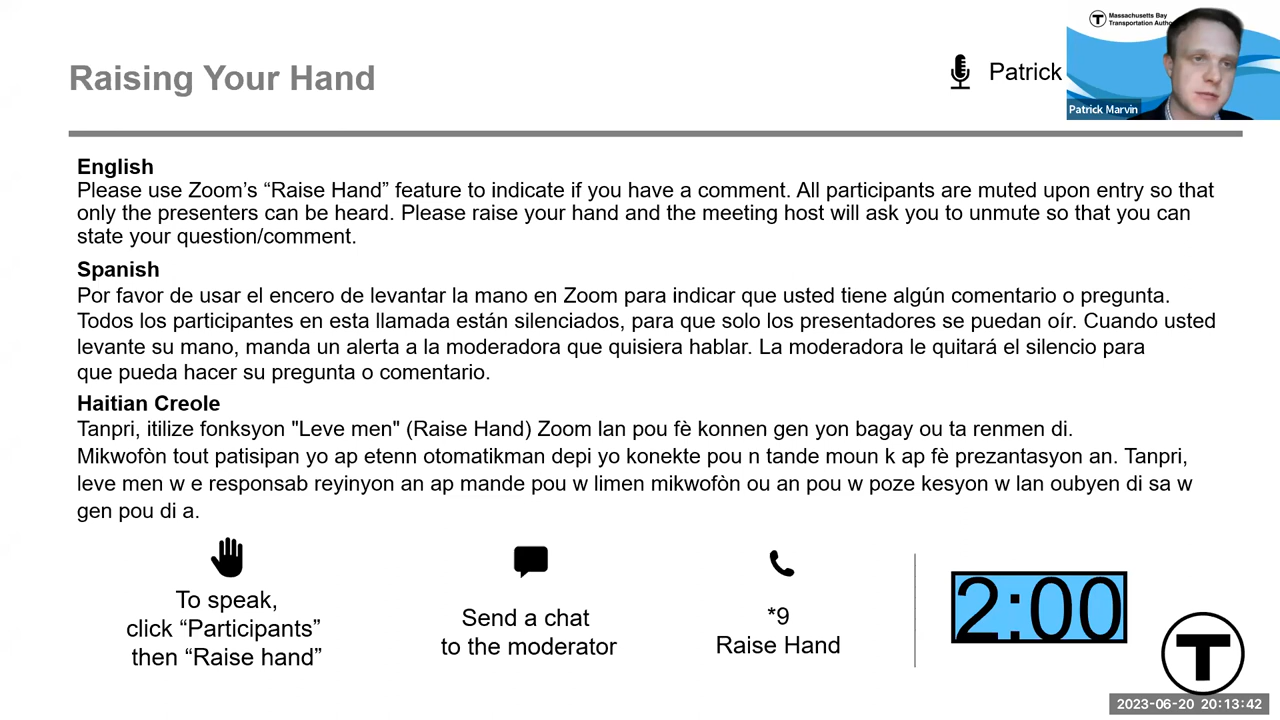 Raising Your Hand
Patrick
Massachusetts Bay
Transportation
Patrick Marvin
English
Please use Zoom’s “Raise Hand” feature to indicate if you have a comment. All participants are muted upon entry so that
only the presenters can be heard. Please raise your hand and the meeting host will ask you to unmute so that you can
state your question/comment.
Spanish
Por favor de usar el encero de levantar la mano en Zoom para indicar que usted tiene algún comentario o pregunta.
Todos los participantes en esta llamada están silenciados, para que solo los presentadores se puedan oír. Cuando usted
levante su mano, manda un alerta a la moderadora que quisiera hablar. La moderadora le quitará el silencio para
que pueda hacer su pregunta o comentario.
Haitian Creole
Tanpri, itilize fonksyon "Leve men" (Raise Hand) Zoom lan pou fè konnen gen yon bagay ou ta renmen di.
Mikwofòn tout patisipan yo ap etenn otomatikman depi yo konekte pou n tande moun k ap fè prezantasyon an. Tanpri,
leve men w e responsab reyinyon an ap mande pou w limen mikwofòn ou an pou w poze kesyon w lan oubyen di sa w
gen pou di a.
To speak,
click “Participants”
then “Raise hand”
Send a chat
to the moderator
*9
Raise Hand
2:00
T
2023-06-20 20:13:42